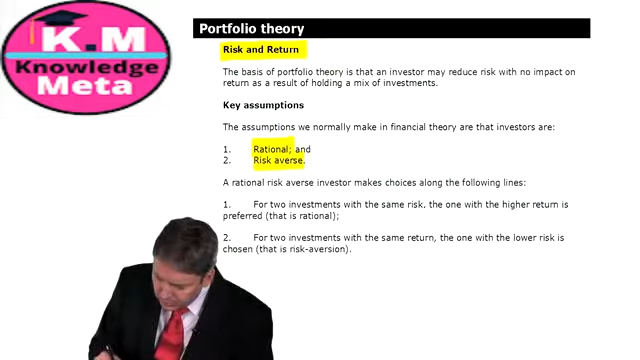 K.M
Knowledge
Meta
Portfolio theory
Risk and Return
The basis of portfolio theory is that an investor may reduce risk with no impact on
return as a result of holding a mix of investments.
Key assumptions
The assumptions we normally make in financial theory are that investors are:
1. Rational; and
2. Risk averse.
A rational risk averse investor makes choices along the following lines:
1. For two investments with the same risk, the one with the higher return is
preferred (that is rational);
2. For two investments with the same return, the one with the lower risk is
chosen (that is risk-aversion).